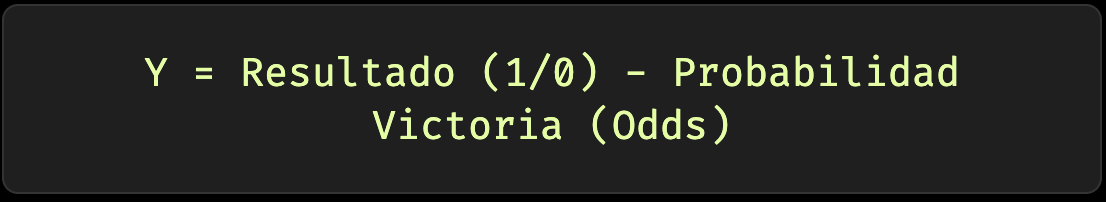 Y = Resultado (1/0) – Probabilidad
Victoria (Odds)